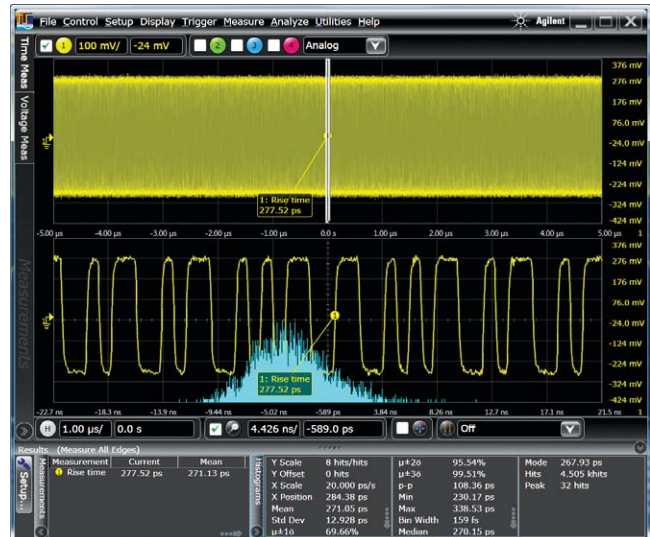 File Control Setup Display Trigger Measure Analyze Utilities Help Agilent
1 100 mV/ -24 mV 2 3 4 Analog
Time Meas
Voltage Meas
Measurements
376 mV
276 mV
176 mV
76.0 mV
-24.0 mV
-124 mV
-224 mV
-324 mV
-424 mV
1: Rise time
277.52 ps
-5.00 µs -4.00 µs -3.00 µs -2.00 µs -1.00 µs 0.0 s 1.00 µs 2.00 µs 3.00 µs 4.00 µs 5.00 µs 1
376 mV
276 mV
176 mV
76.0 mV
-24.0 mV
-124 mV
-224 mV
-324 mV
-424 mV
1
1: Rise time
277.52 ps
-22.7 ns -18.3 ns -13.9 ns -9.44 ns -5.02 ns -589 ps 3.84 ns 8.26 ns 12.7 ns 17.1 ns 21.5 ns 1
H 1.00 µs/ 0.0 s 4.426 ns/ -589.0 ps Off
Results (Measure All Edges)
Setup...
Measurements
Measurement Current Mean
Rise time 277.52 ps 271.13 ps
Histograms
Y Scale 8 hits/hits µ±2σ 95.54% Mode 267.93 ps
Y Offset 0 hits µ±3σ 99.51% Hits 4.505 khits
X Scale 20.000 ps/s p-p 108.36 ps Peak 32 hits
X Position 284.38 ps Min 230.17 ps
Mean 271.05 ps Max 338.53 ps
Std Dev 12.928 ps Bin Width 159 fs
µ±1σ 69.66% Median 270.15 ps